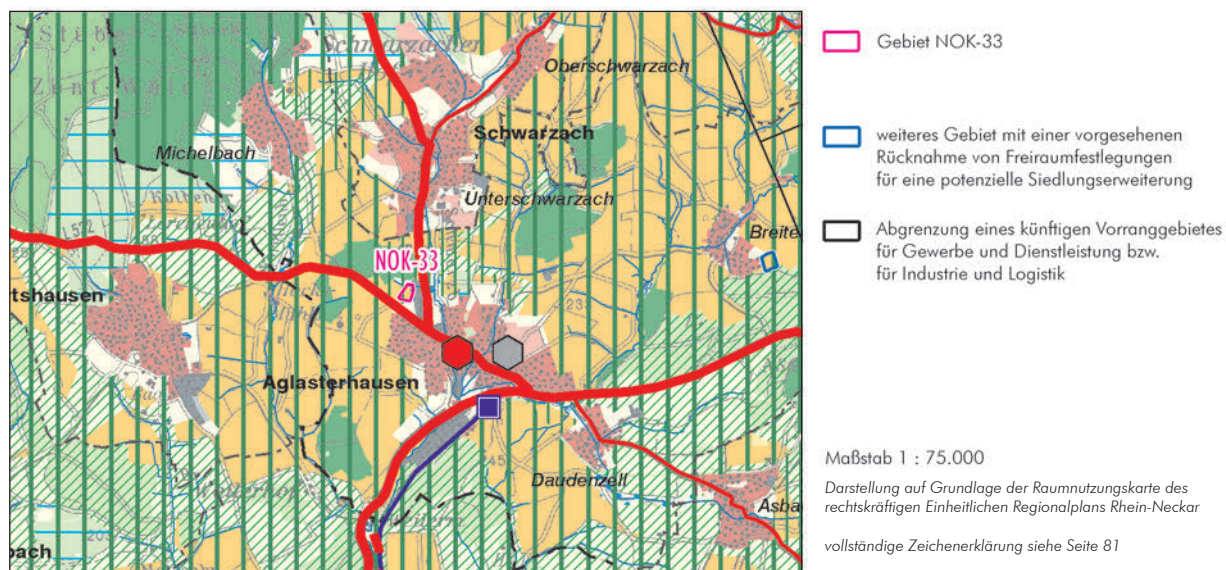 Schwarzacher
Oberschwarzach
Schwarzach
Michelbach
Unterschwarzach
L 522
Breite
NOK-33
tshausen
Aglasterhausen
Daudenzell
Asba
bach
Gebiet NOK-33
weiteres Gebiet mit einer vorgesehenen
Rücknahme von Freiraumfestlegungen
für eine potenzielle Siedlungserweiterung
Abgrenzung eines künftigen Vorranggebietes
für Gewerbe und Dienstleistung bzw.
für Industrie und Logistik
Maßstab 1 : 75.000
Darstellung auf Grundlage der Raumnutzungskarte des
rechtskräftigen Einheitlichen Regionalplans Rhein-Neckar
vollständige Zeichenerklärung siehe Seite 81